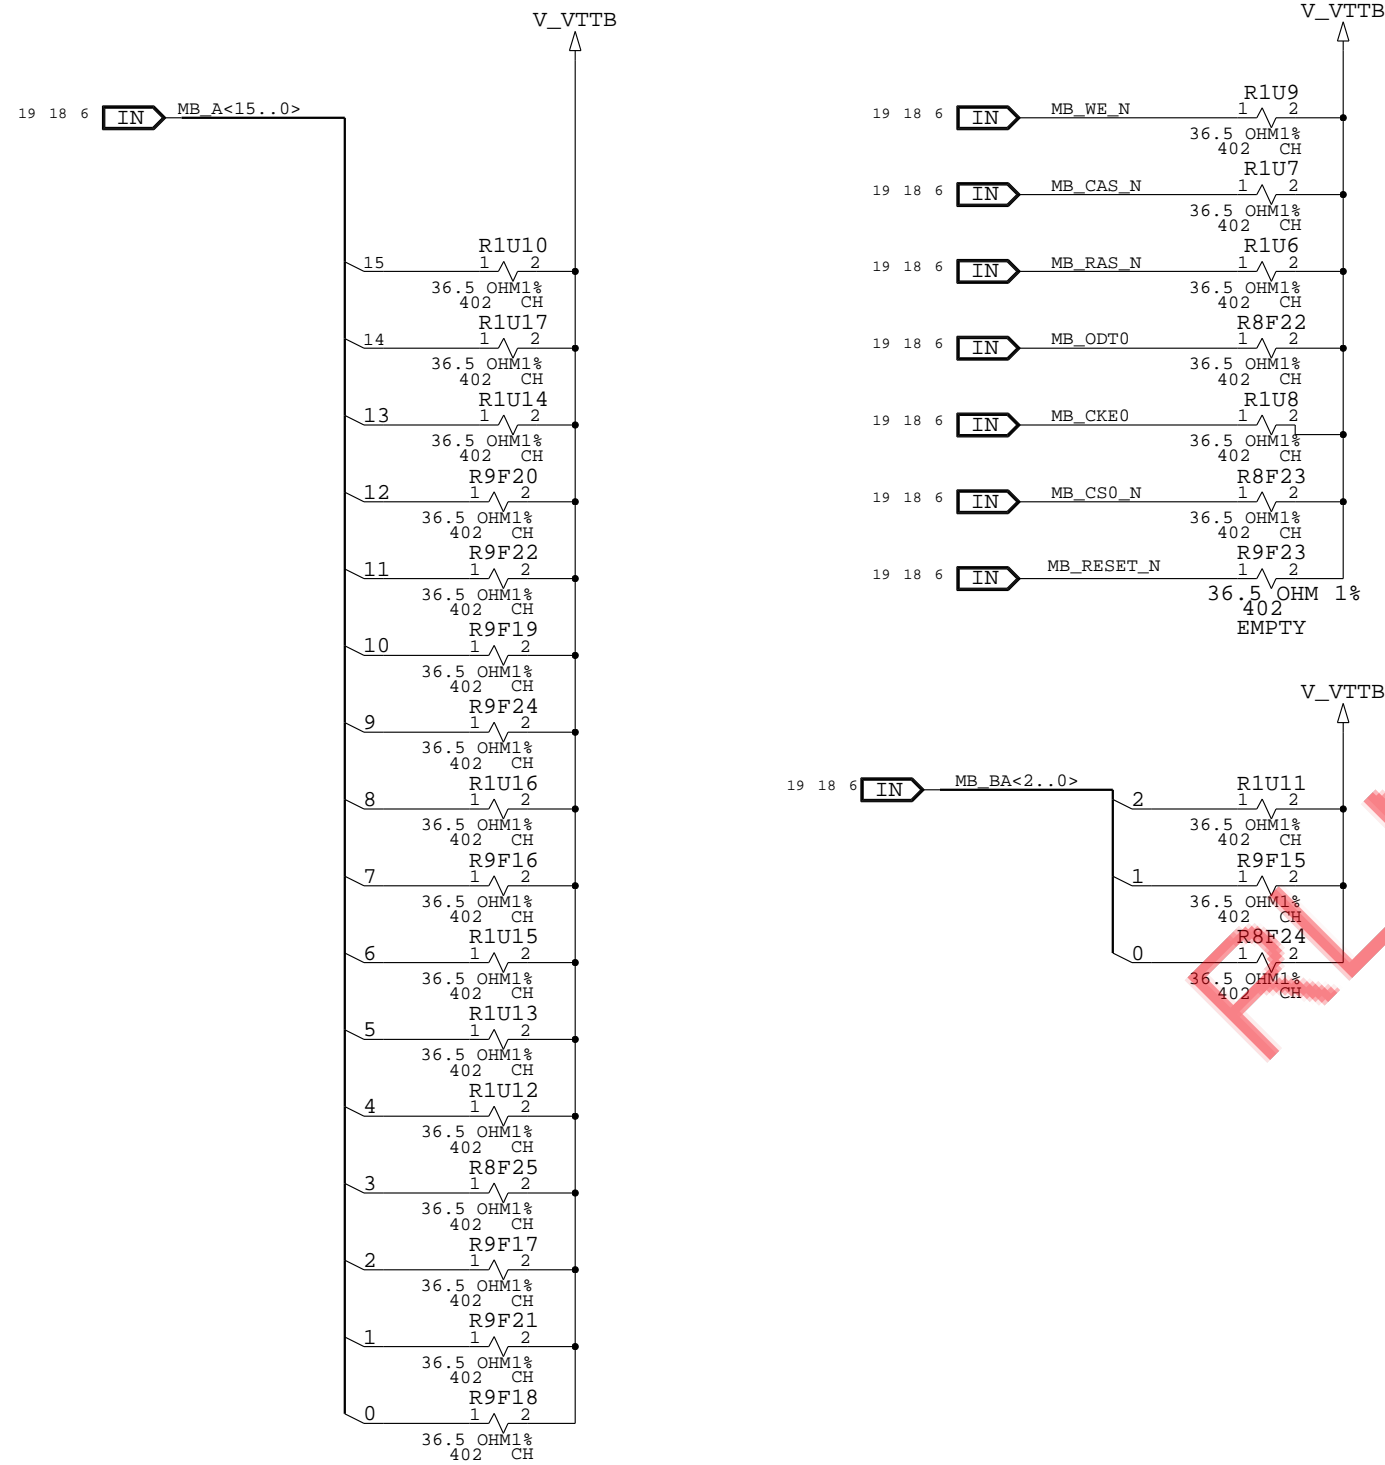 V_VTTB
19 18 6 IN MB_A<15..0>
15 R1U10
1 2
36.5 OHM1%
402 CH
14 R1U17
1 2
36.5 OHM1%
402 CH
13 R1U14
1 2
36.5 OHM1%
402 CH
12 R9F20
1 2
36.5 OHM1%
402 CH
11 R9F22
1 2
36.5 OHM1%
402 CH
10 R9F19
1 2
36.5 OHM1%
402 CH
9 R9F24
1 2
36.5 OHM1%
402 CH
8 R1U16
1 2
36.5 OHM1%
402 CH
7 R9F16
1 2
36.5 OHM1%
402 CH
6 R1U15
1 2
36.5 OHM1%
402 CH
5 R1U13
1 2
36.5 OHM1%
402 CH
4 R1U12
1 2
36.5 OHM1%
402 CH
3 R8F25
1 2
36.5 OHM1%
402 CH
2 R9F17
1 2
36.5 OHM1%
402 CH
1 R9F21
1 2
36.5 OHM1%
402 CH
0 R9F18
1 2
36.5 OHM1%
402 CH
V_VTTB
19 18 6 IN MB_WE_N R1U9
1 2
36.5 OHM1%
402 CH
19 18 6 IN MB_CAS_N R1U7
1 2
36.5 OHM1%
402 CH
19 18 6 IN MB_RAS_N R1U6
1 2
36.5 OHM1%
402 CH
19 18 6 IN MB_ODT0 R8F22
1 2
36.5 OHM1%
402 CH
19 18 6 IN MB_CKE0 R1U8
1 2
36.5 OHM1%
402 CH
19 18 6 IN MB_CS0_N R8F23
1 2
36.5 OHM1%
402 CH
19 18 6 IN MB_RESET_N R9F23
1 2
36.5 OHM 1%
402
EMPTY
V_VTTB
19 18 6 IN MB_BA<2..0>
2 R1U11
1 2
36.5 OHM1%
402 CH
1 R9F15
1 2
36.5 OHM1%
402 CH
0 R8F24
1 2
36.5 OHM1%
402 CH